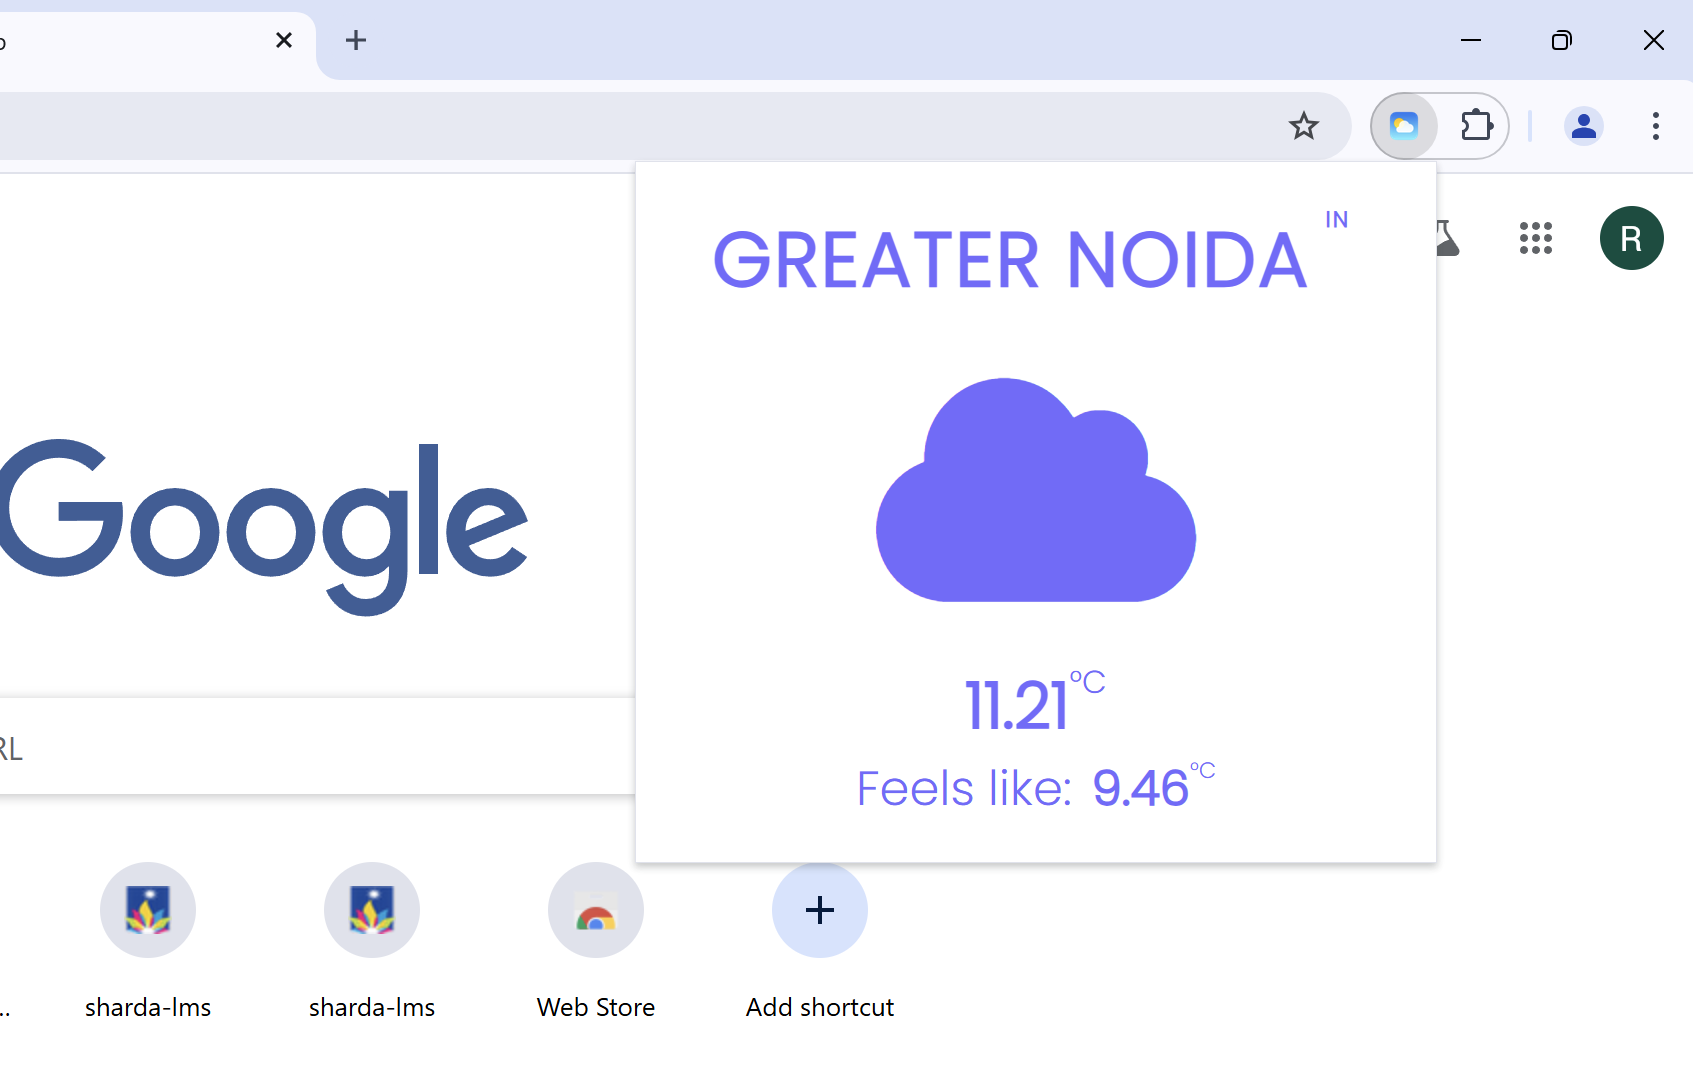 GREATER NOIDA IN
R
Google
11.21°C
Feels like: 9.46°C
RL
sharda-lms
sharda-lms
Web Store
Add shortcut